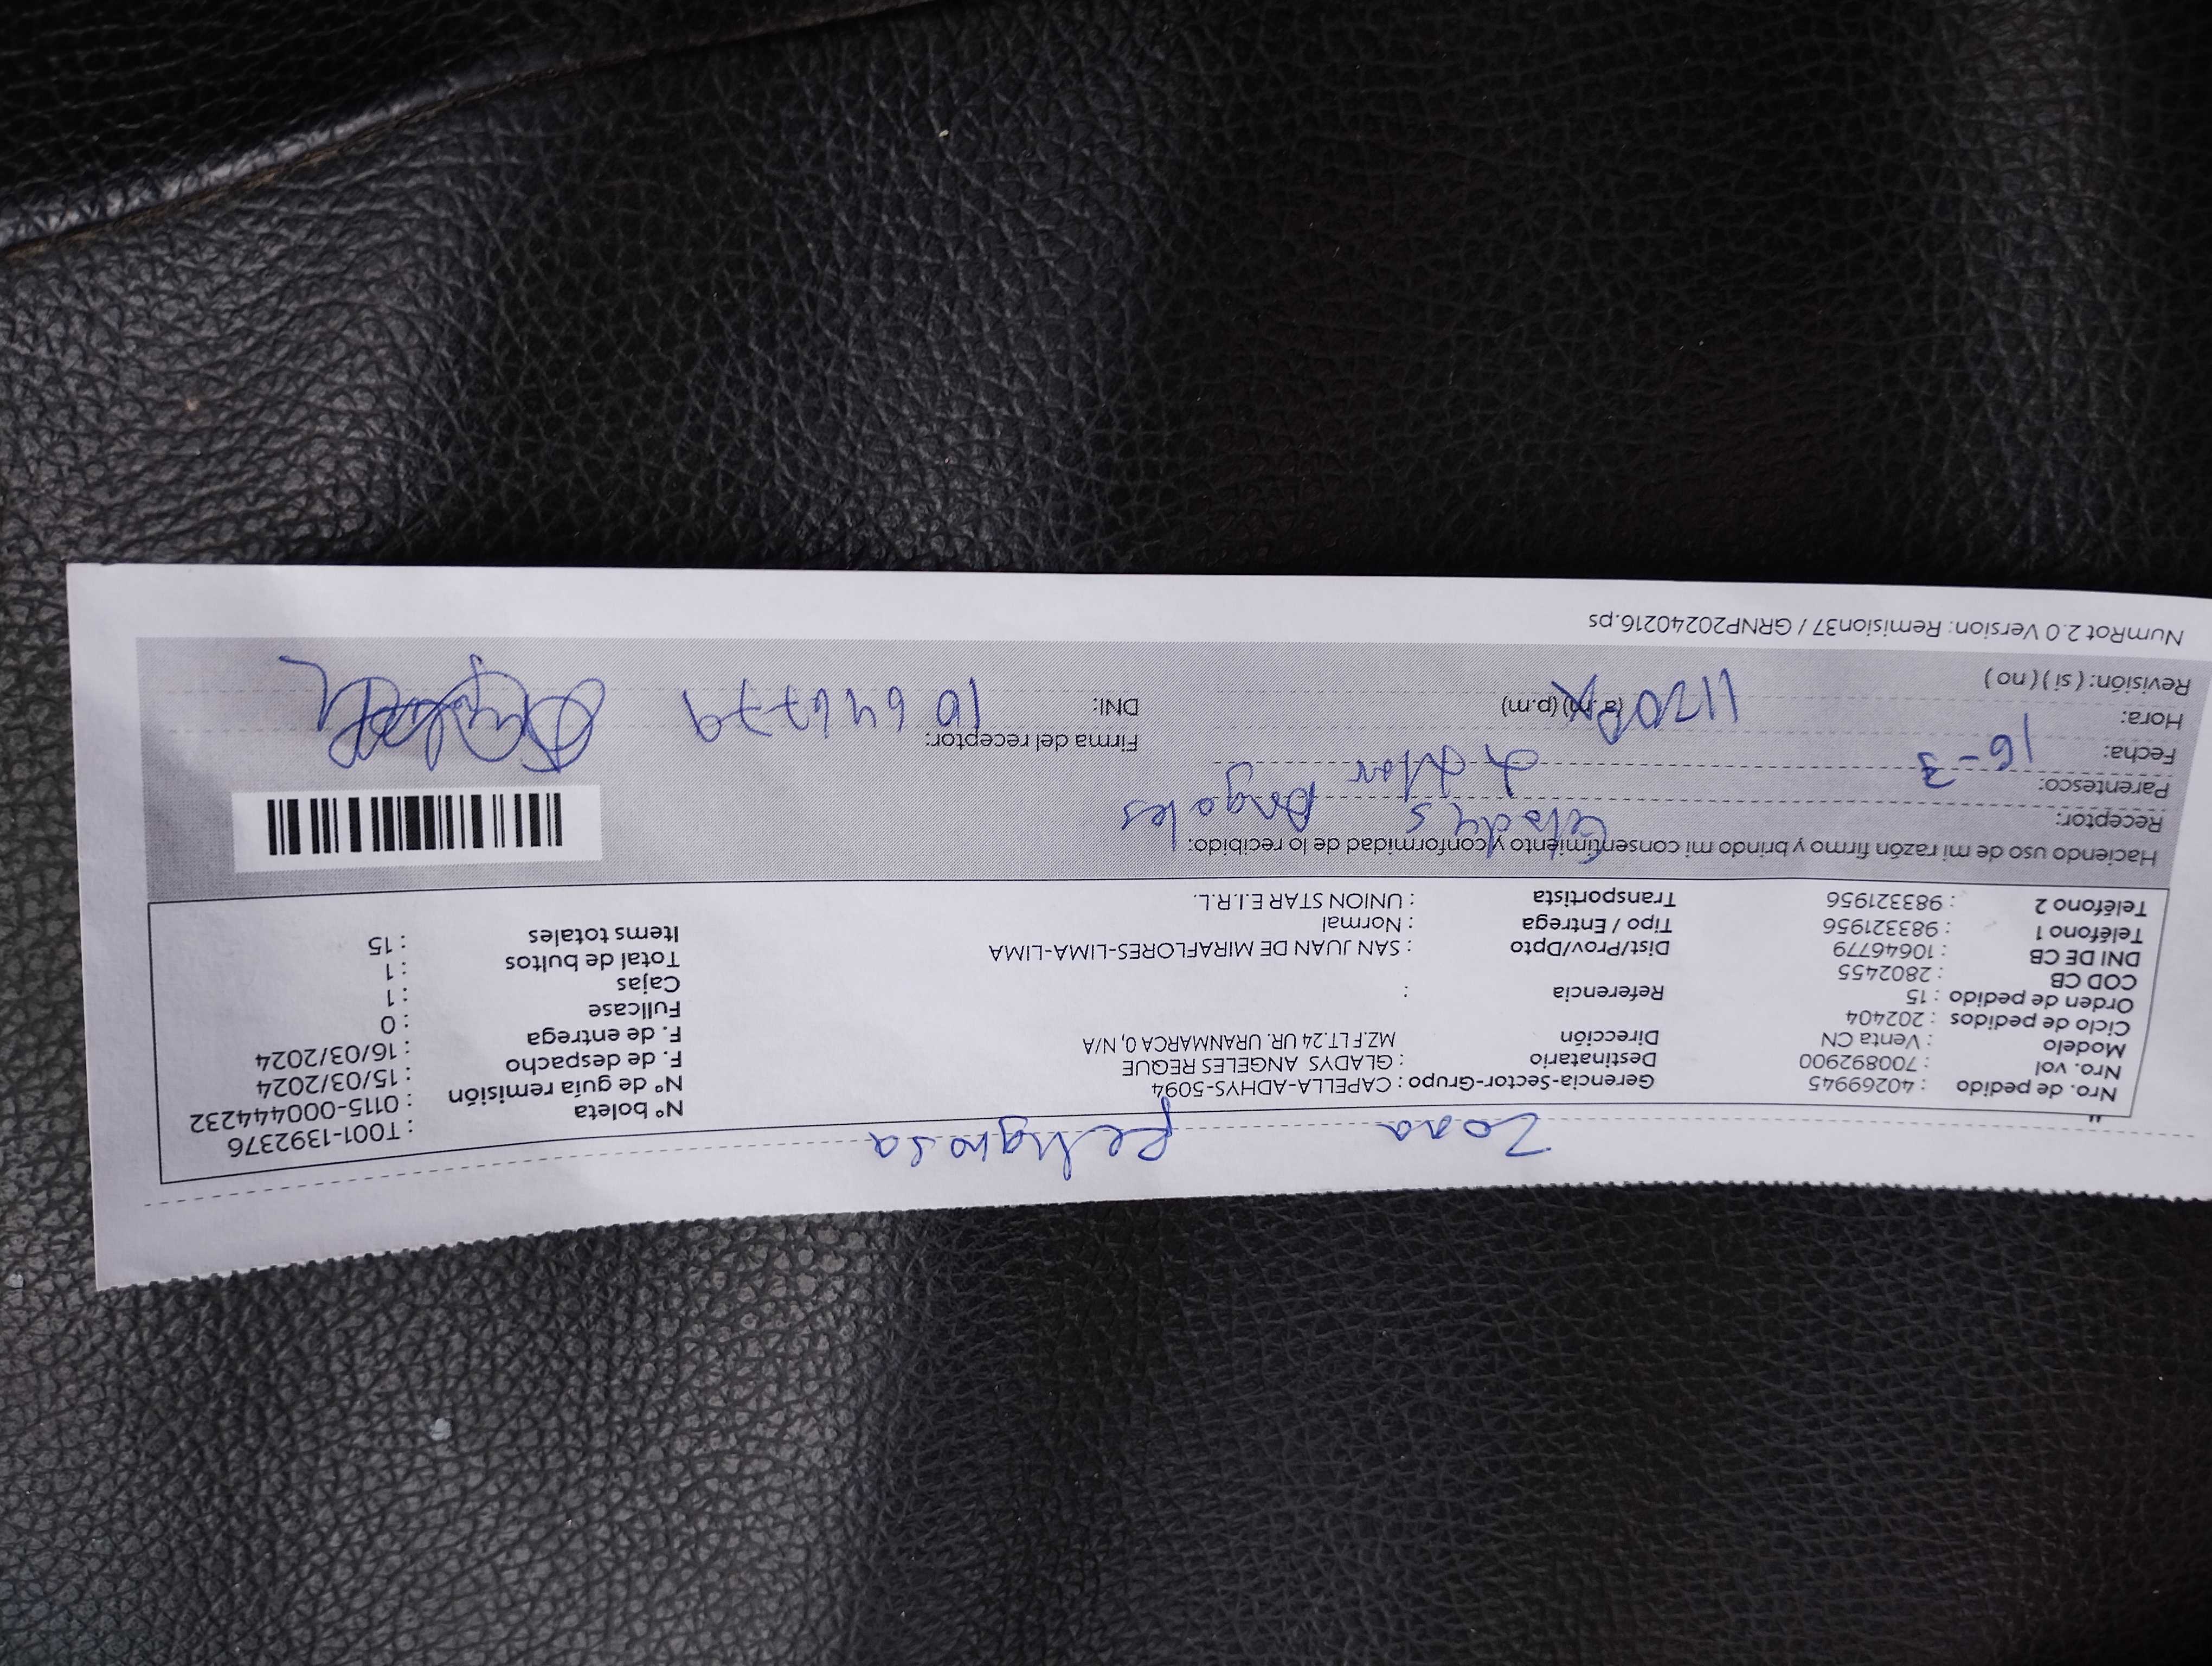 Zona Peligrosa
"
Nro. de pedido : 40269945
Nro. vol : 700892900
Modelo : Venta CN
Ciclo de pedidos : 202404
Orden de pedido : 15
COD CB : 2802455
DNI DE CB : 10646779
Teléfono 1 : 983321956
Teléfono 2 : 983321956
Gerencia-Sector-Grupo : CAPELLA-ADHYS-5094
Destinatario : GLADYS ANGELES REQUE
Dirección MZ.F LT.24 UR. URANMARCA 0, N/A
Referencia :
Dist/Prov/Dpto : SAN JUAN DE MIRAFLORES-LIMA-LIMA
Tipo / Entrega : Normal
Transportista : UNION STAR E.I.R.L.
N° boleta : T001-1392376
N° de guía remisión : 0115-000444232
F. de despacho : 15/03/2024
F. de entrega : 16/03/2024
Fullcase : 0
Cajas : 1
Total de bultos : 1
Items totales : 15
Haciendo uso de mi razón firmo y brindo mi consentimiento y conformidad de lo recibido:
Receptor: Gladys Angeles
Parentesco: titular
Fecha: 16-3
Hora: 1120 (a.m) (p.m)
Revisión: ( si ) ( no )
Firma del receptor:
DNI: 10646779
NumRot 2.0 Version: Remision37 / GRNP20240216.ps